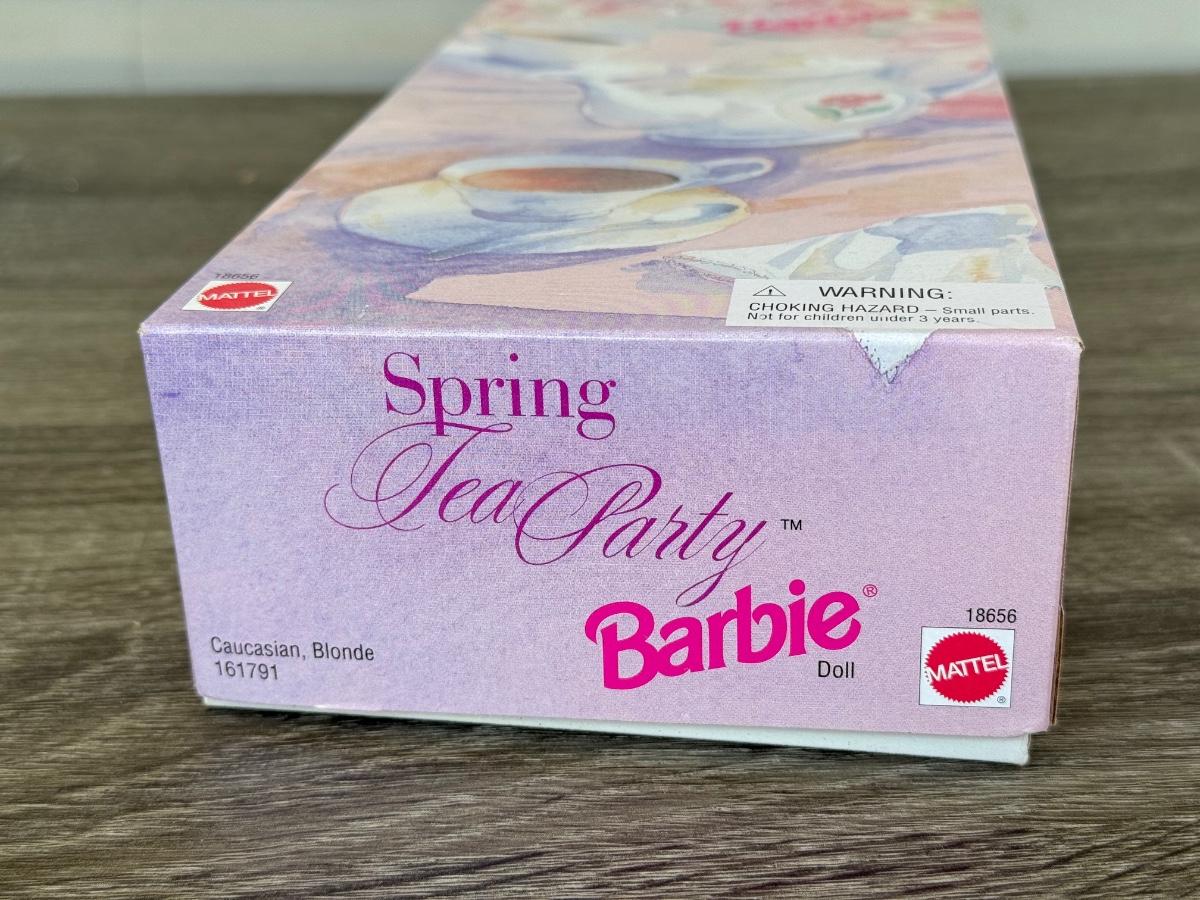 Barbie
18656
MATTEL
®
WARNING:
CHOKING HAZARD – Small parts.
Not for children under 3 years.
Spring
Tea Party™
Barbie®
Doll
Caucasian, Blonde
161791
18656
MATTEL
®